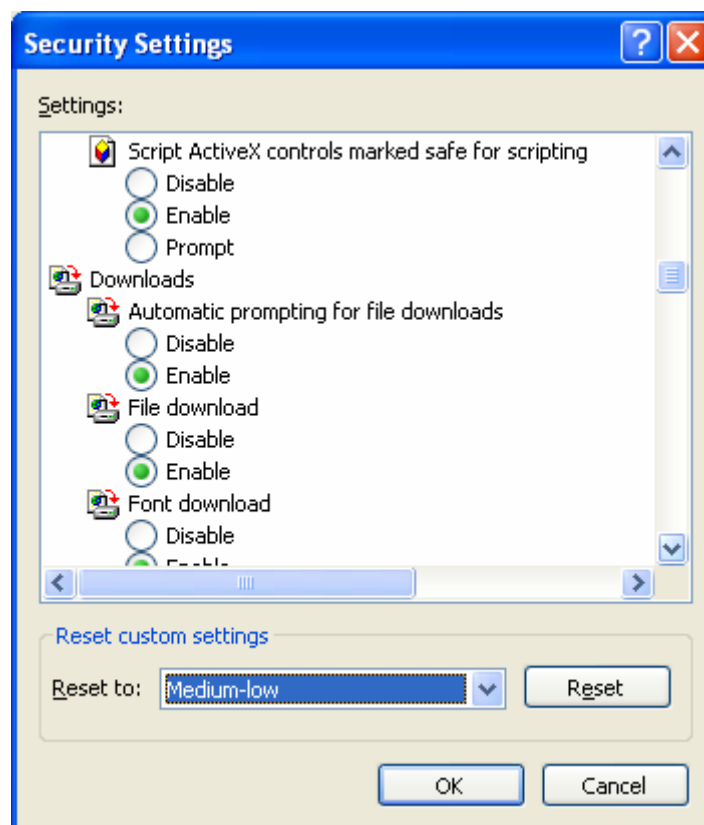 Security Settings
Settings:
Script ActiveX controls marked safe for scripting
Disable
Enable
Prompt
Downloads
Automatic prompting for file downloads
Disable
Enable
File download
Disable
Enable
Font download
Disable
Enable
Reset custom settings
Reset to: Medium-low Reset
OK Cancel